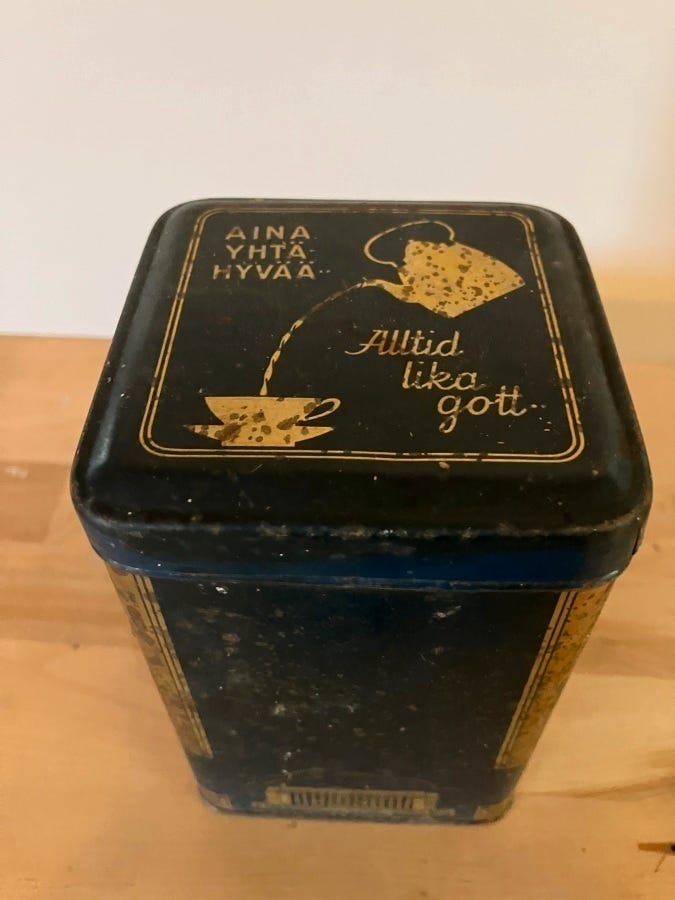 AINA
YHTÄ
HYVÄÄ··
Alltid
lika
gott··